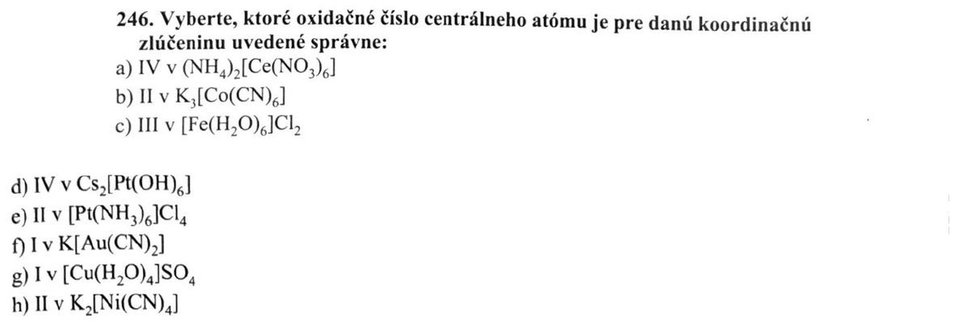 246. Vyberte, ktoré oxidačné číslo centrálneho atómu je pre danú koordinačnú
zlúčeninu uvedené správne:
a) IV v (NH₄)₂[Ce(NO₃)₆]
b) II v K₃[Co(CN)₆]
c) III v [Fe(H₂O)₆]Cl₂
d) IV v Cs₂[Pt(OH)₆]
e) II v [Pt(NH₃)₆]Cl₄
f) I v K[Au(CN)₂]
g) I v [Cu(H₂O)₄]SO₄
h) II v K₂[Ni(CN)₄]